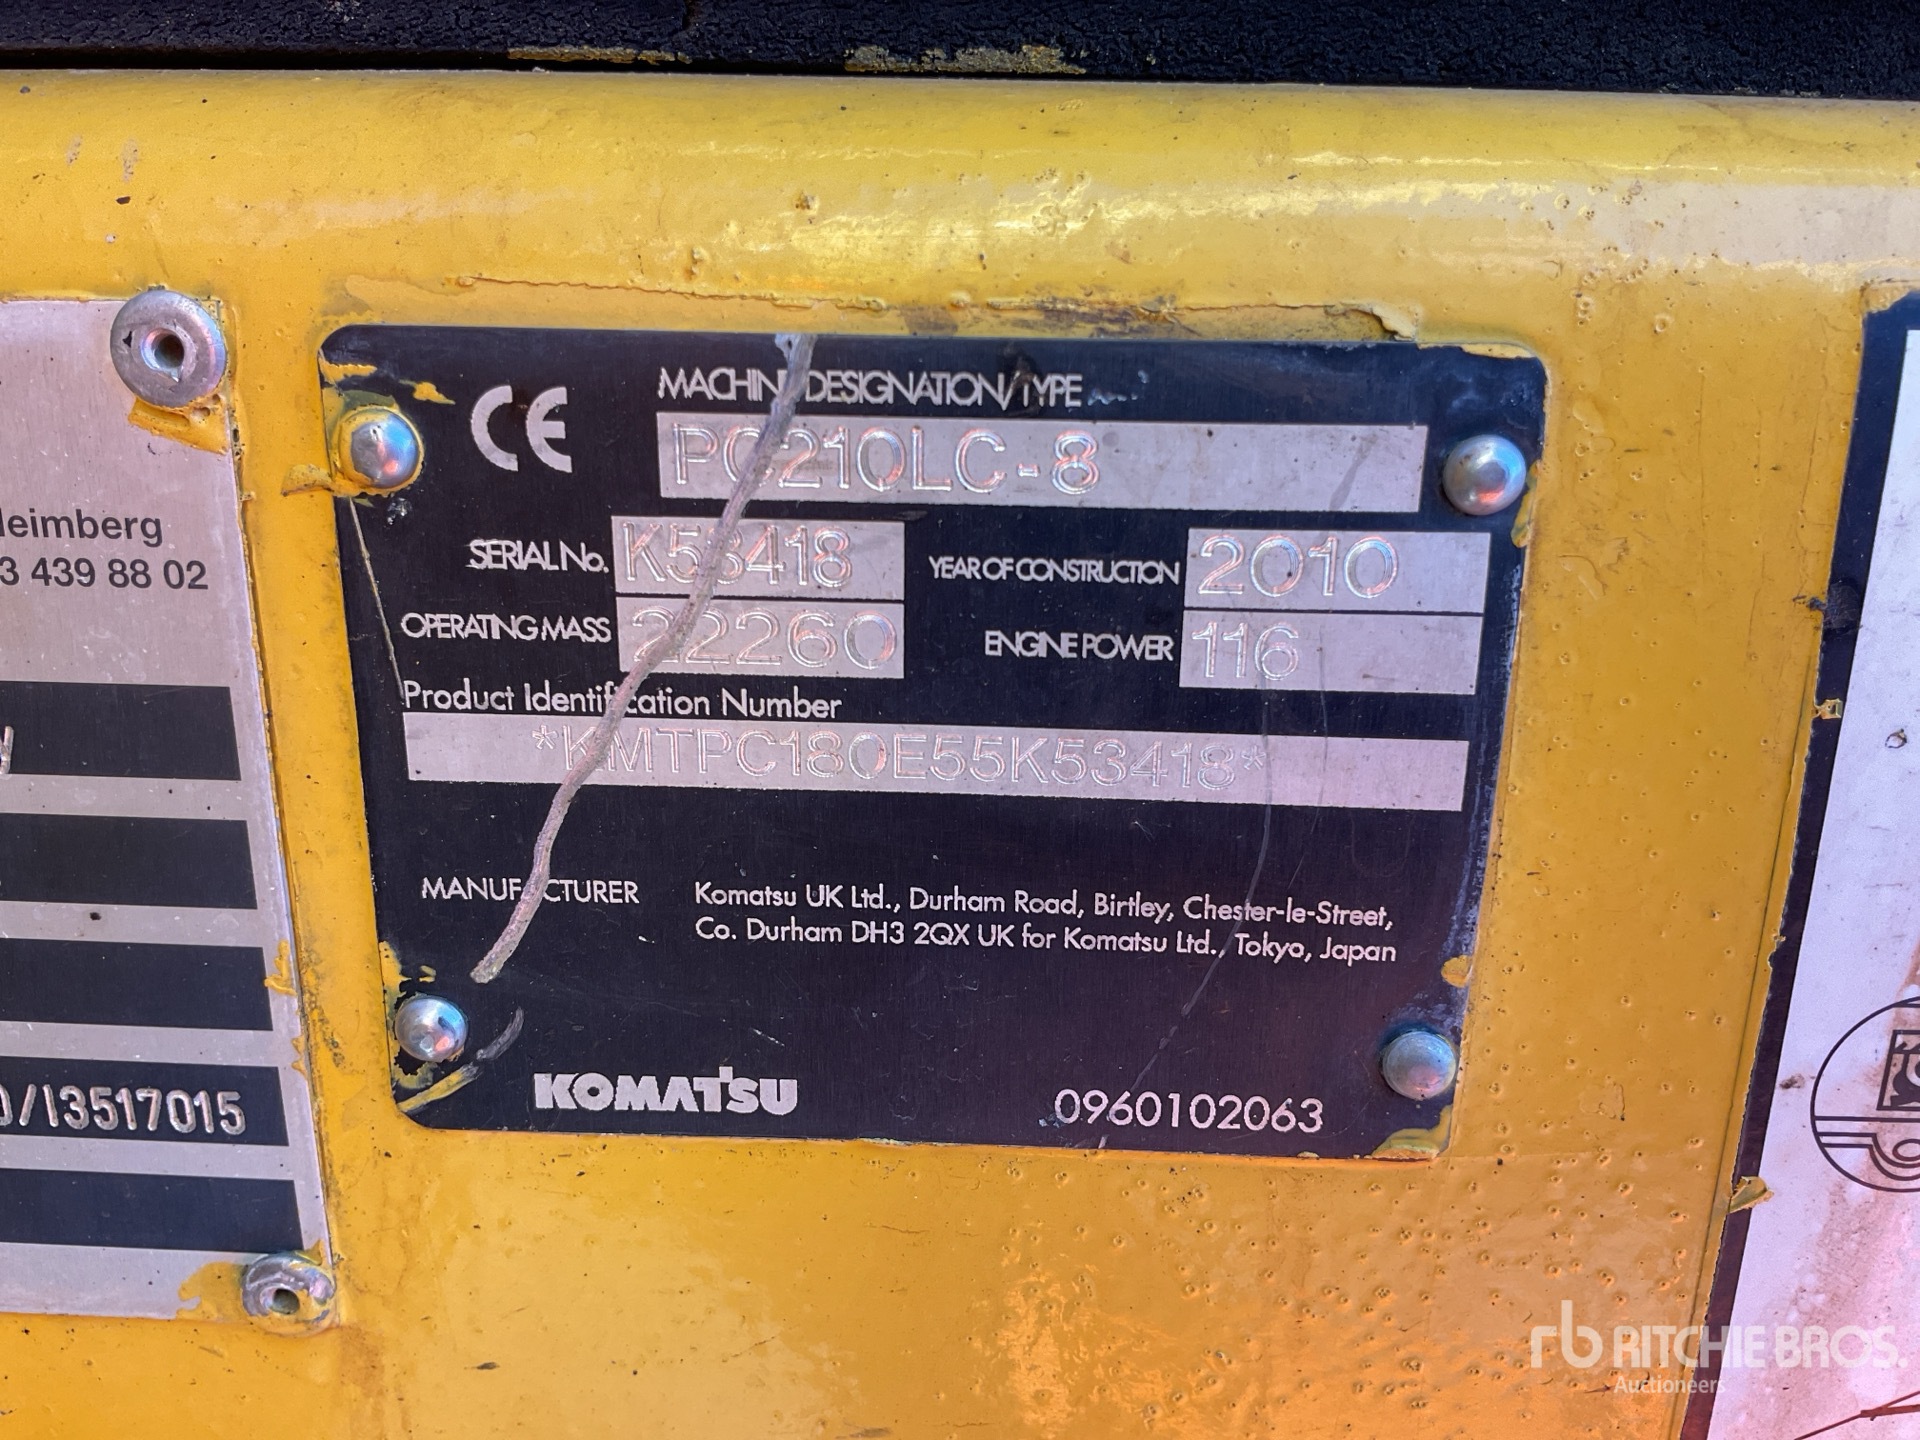 leimberg
3 439 88 02
0/13517015
CE
MACHINE DESIGNATION/TYPE
PC210LC-8
SERIAL No. K53418
YEAR OF CONSTRUCTION 2010
OPERATING MASS 22260
ENGINE POWER 116
Product Identification Number
*KMTPC180E55K53418*
MANUFACTURER
Komatsu UK Ltd., Durham Road, Birtley, Chester-le-Street,
Co. Durham DH3 2QX UK for Komatsu Ltd., Tokyo, Japan
KOMATSU
0960102063
rb RITCHIE BROS.
Auctioneers